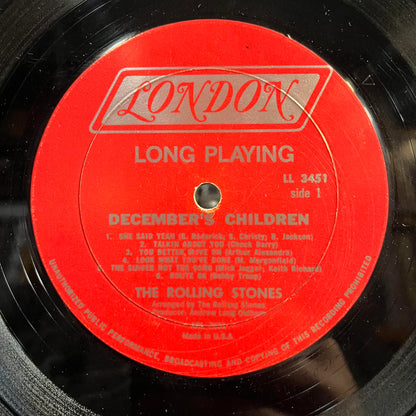 LONDON
LONG PLAYING
LL 3451
side 1
DECEMBER'S CHILDREN
1. SHE SAID YEAH (B. Roderick; S. Christy; B. Jackson)
2. TALKIN ABOUT YOU (Chuck Berry)
3. YOU BETTER MOVE ON (Arthur Alexandra)
4. LOOK WHAT YOU'VE DONE (M. Morganfield)
5. THE SINGER NOT THE SONG (Mick Jagger; Keith Richard)
6. ROUTE 66 (Bobby Troup)
THE ROLLING STONES
Arranged by The Rolling Stones
Producer: Andrew Loog Oldham
Made in U.S.A.
UNAUTHORIZED PUBLIC PERFORMANCE, BROADCASTING AND COPYING OF THIS RECORDING PROHIBITED